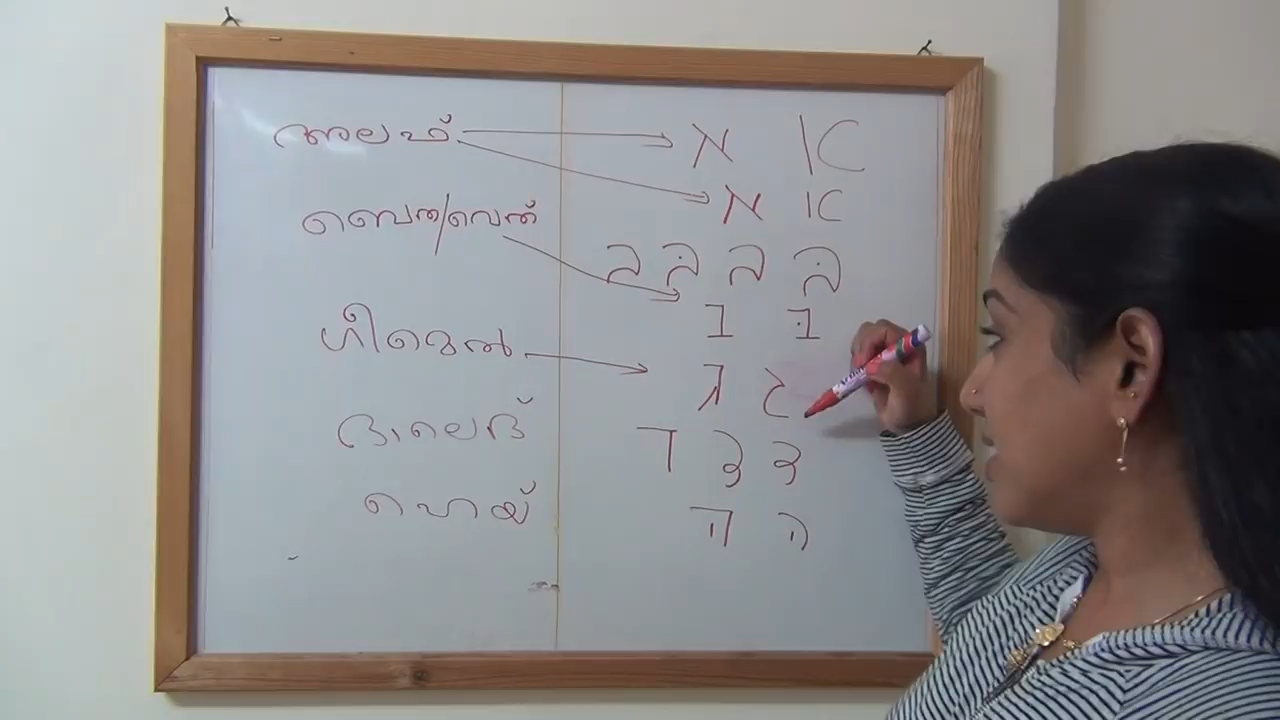 അലഫ് א א
א א
ബെത/വെത് ב בּ ב בּ
ב בּ
ഗീമെൽ ג ג
ദാലെദ് ד ד ד
ഹെയ് ה ה